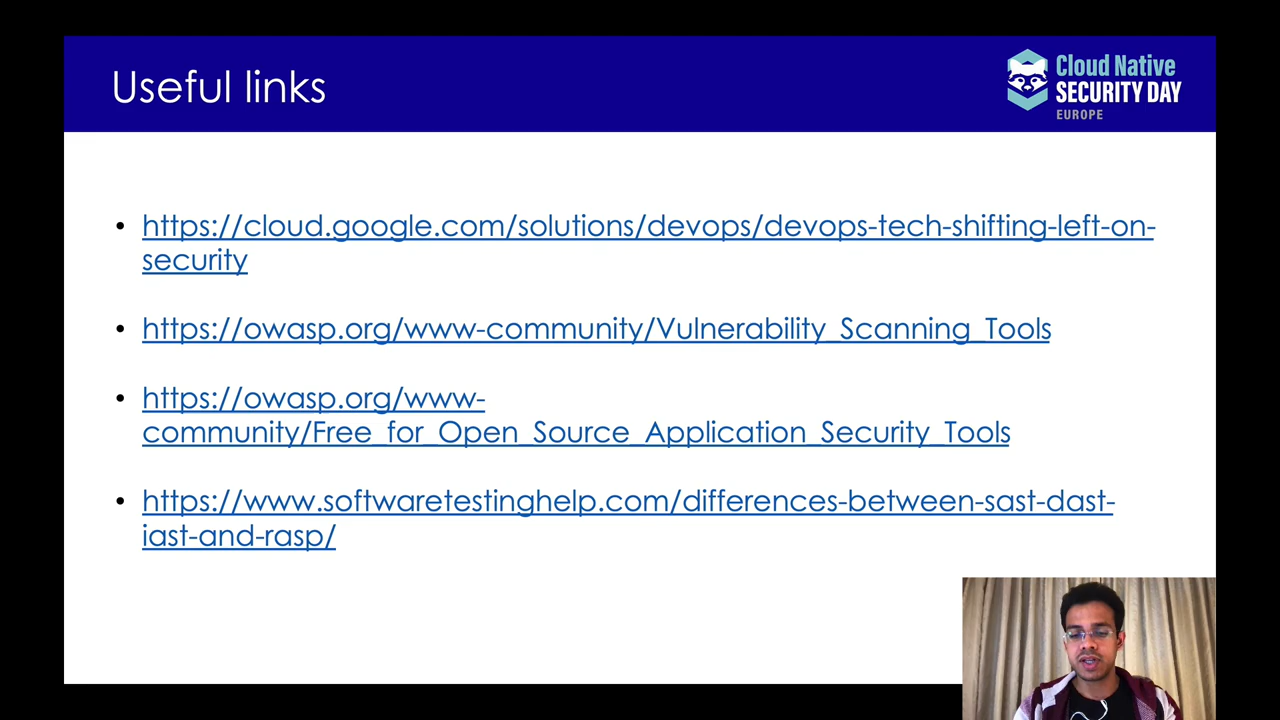 Useful links
Cloud Native
SECURITY DAY
EUROPE
• https://cloud.google.com/solutions/devops/devops-tech-shifting-left-on-
security
• https://owasp.org/www-community/Vulnerability_Scanning_Tools
• https://owasp.org/www-
community/Free_for_Open_Source_Application_Security_Tools
• https://www.softwaretestinghelp.com/differences-between-sast-dast-
iast-and-rasp/